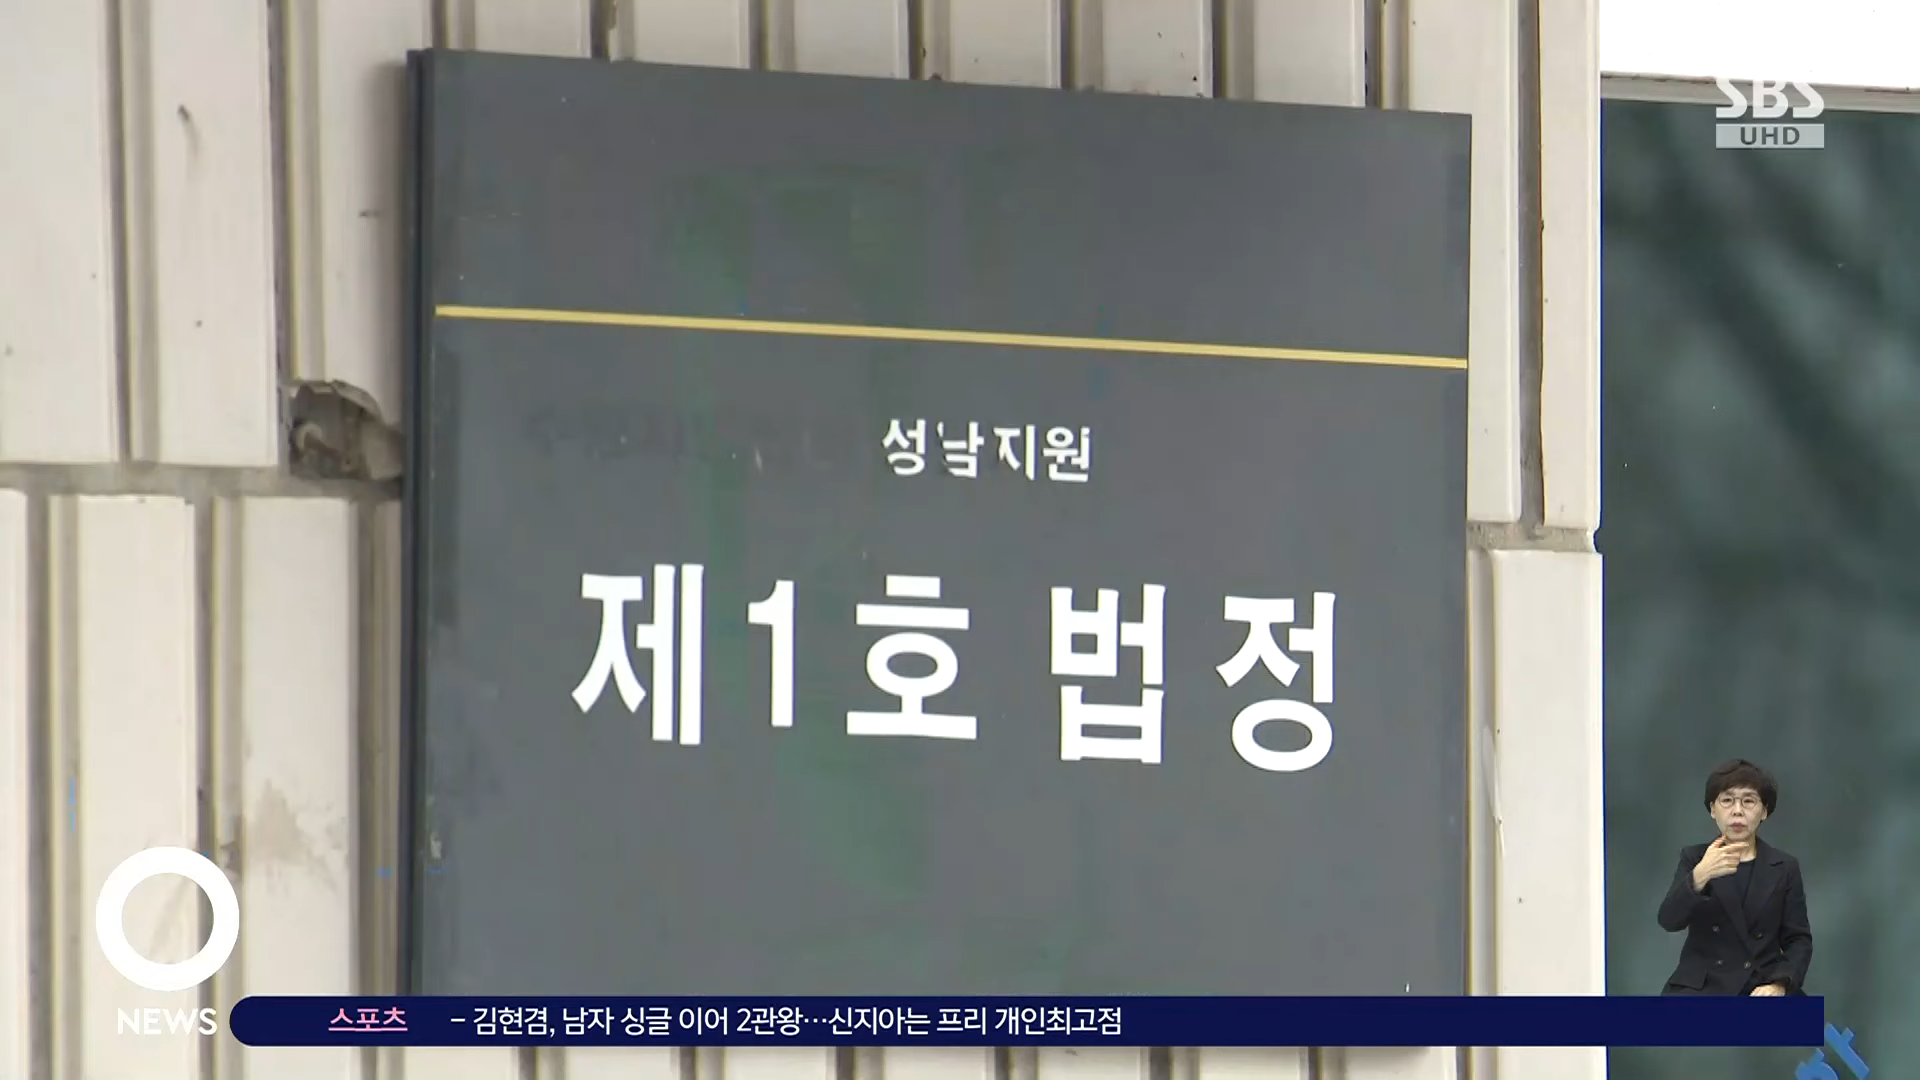 SBS
UHD
성남지원
제1호 법정
NEWS
스포츠 - 김현겸, 남자 싱글 이어 2관왕…신지아는 프리 개인최고점